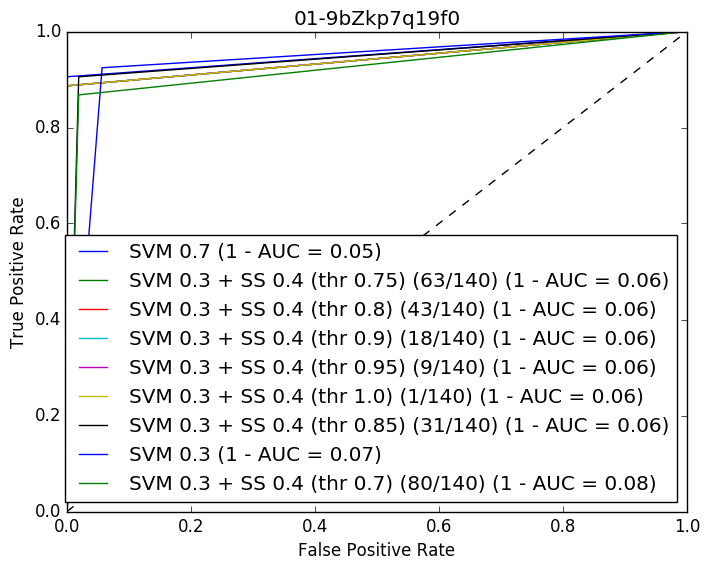 01-9bZkp7q19f0
1.0
0.8
0.6
0.4
0.2
0.0
True Positive Rate
SVM 0.7 (1 - AUC = 0.05)
SVM 0.3 + SS 0.4 (thr 0.75) (63/140) (1 - AUC = 0.06)
SVM 0.3 + SS 0.4 (thr 0.8) (43/140) (1 - AUC = 0.06)
SVM 0.3 + SS 0.4 (thr 0.9) (18/140) (1 - AUC = 0.06)
SVM 0.3 + SS 0.4 (thr 0.95) (9/140) (1 - AUC = 0.06)
SVM 0.3 + SS 0.4 (thr 1.0) (1/140) (1 - AUC = 0.06)
SVM 0.3 + SS 0.4 (thr 0.85) (31/140) (1 - AUC = 0.06)
SVM 0.3 (1 - AUC = 0.07)
SVM 0.3 + SS 0.4 (thr 0.7) (80/140) (1 - AUC = 0.08)
0.0 0.2 0.4 0.6 0.8 1.0
False Positive Rate